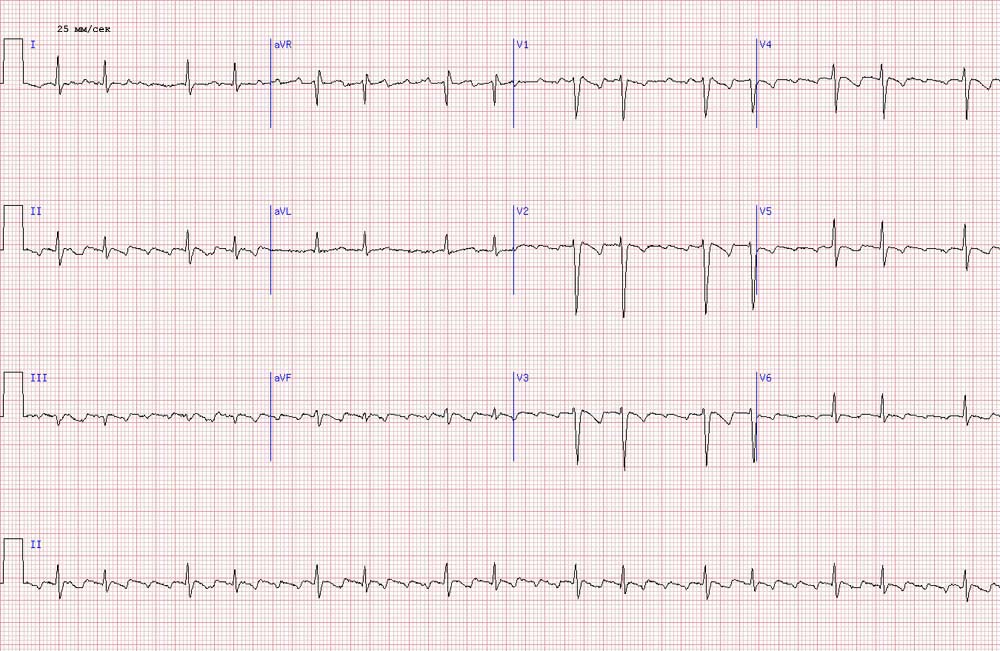 25 мм/сек
I aVR V1 V4
II aVL V2 V5
III aVF V3 V6
II